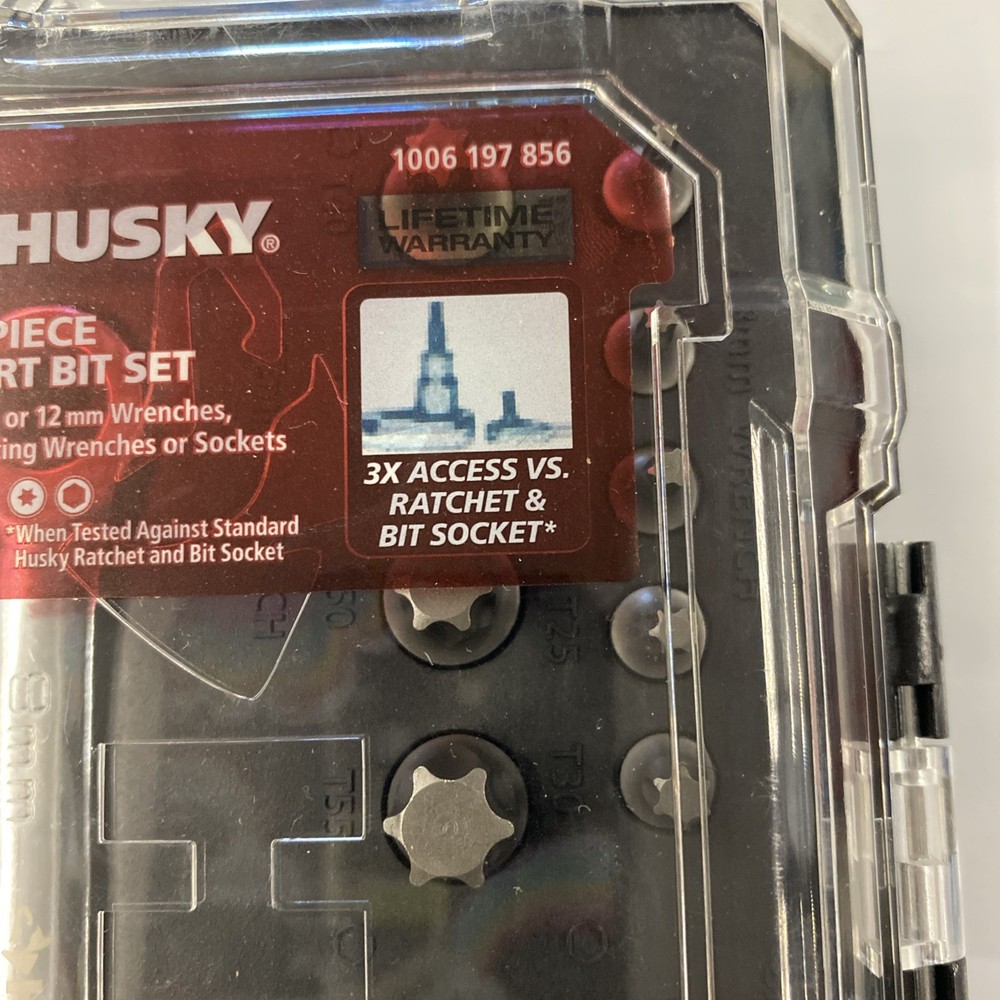 1006 197 856
HUSKY®
LIFETIME
WARRANTY
PIECE
RT BIT SET
or 12 mm Wrenches,
ting Wrenches or Sockets
*When Tested Against Standard
Husky Ratchet and Bit Socket
3X ACCESS VS.
RATCHET &
BIT SOCKET*
T25
T30
T55
8mm